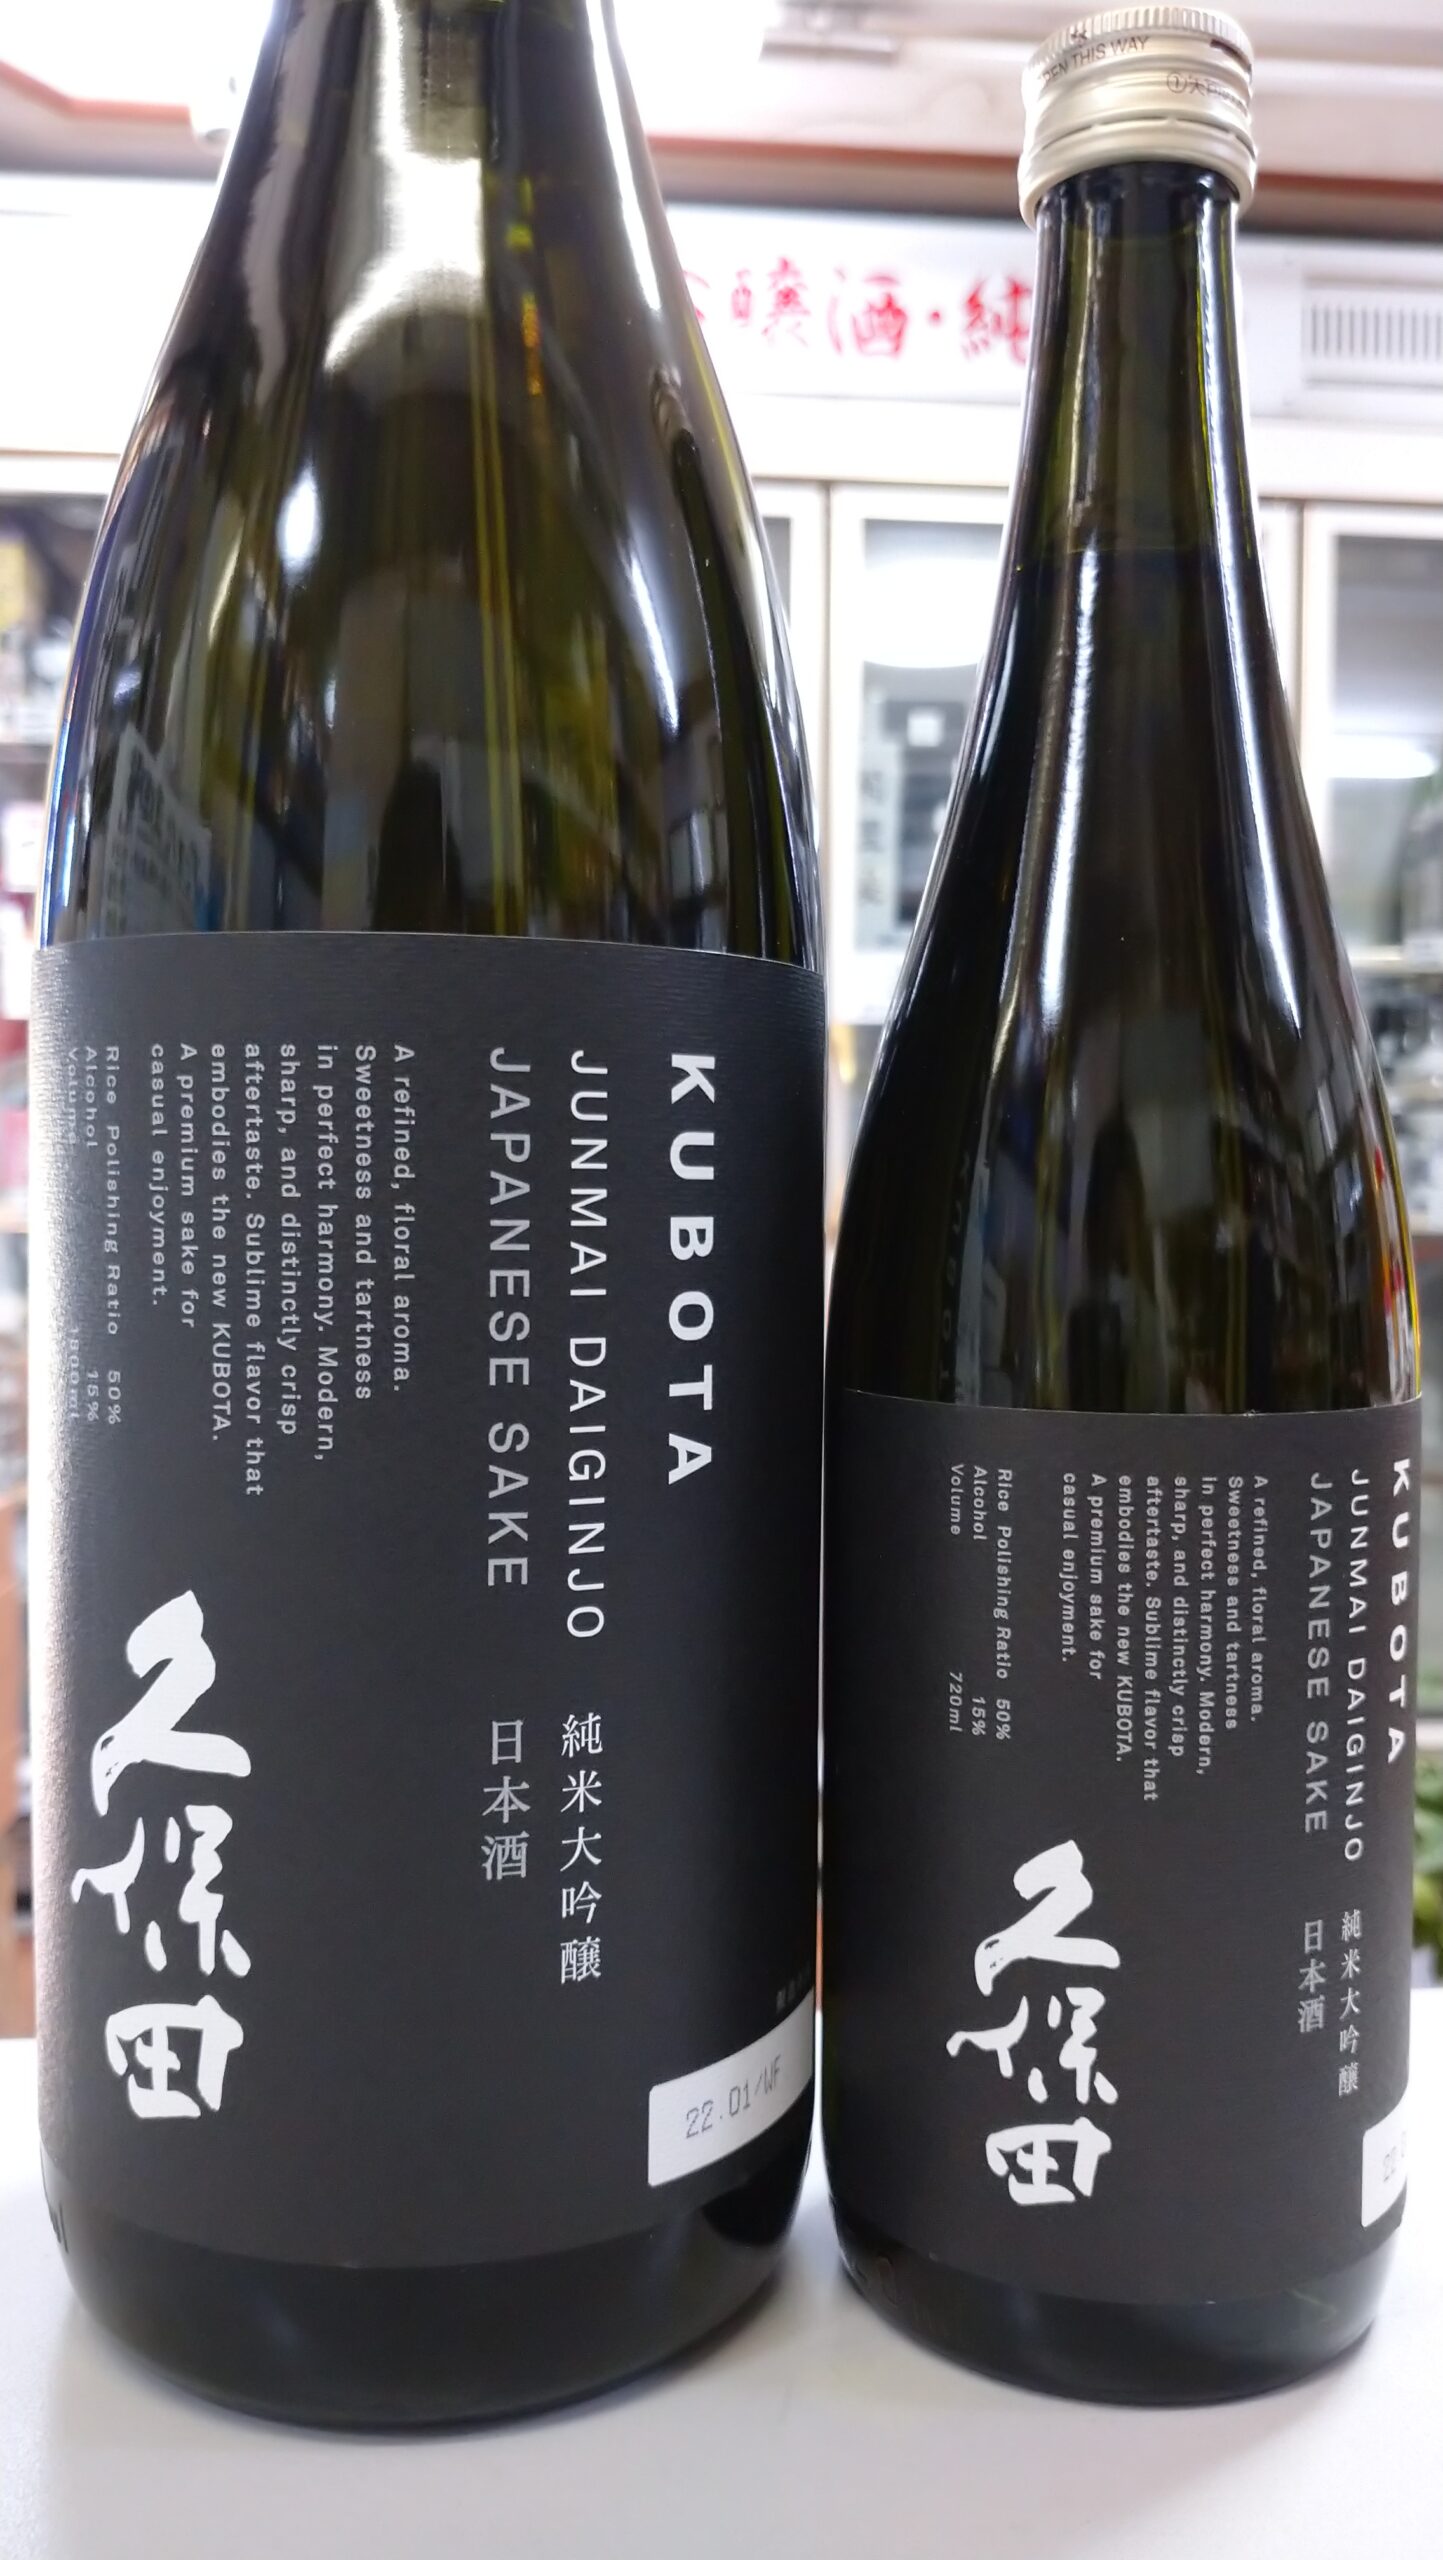 OPEN THIS WAY
醸酒・純
KUBOTA
JUNMAI DAIGINJO 純米大吟醸
JAPANESE SAKE 日本酒
A refined, floral aroma.
Sweetness and tartness
in perfect harmony. Modern,
sharp, and distinctly crisp
aftertaste. Sublime flavor that
embodies the new KUBOTA.
A premium sake for
casual enjoyment.
Rice Polishing Ratio 50%
Alcohol 15%
Volume 1800ml
久保田
22.01/WF
KUBOTA
JUNMAI DAIGINJO 純米大吟醸
JAPANESE SAKE 日本酒
A refined, floral aroma.
Sweetness and tartness
in perfect harmony. Modern,
sharp, and distinctly crisp
aftertaste. Sublime flavor that
embodies the new KUBOTA.
A premium sake for
casual enjoyment.
Rice Polishing Ratio 50%
Alcohol 15%
Volume 720ml
久保田